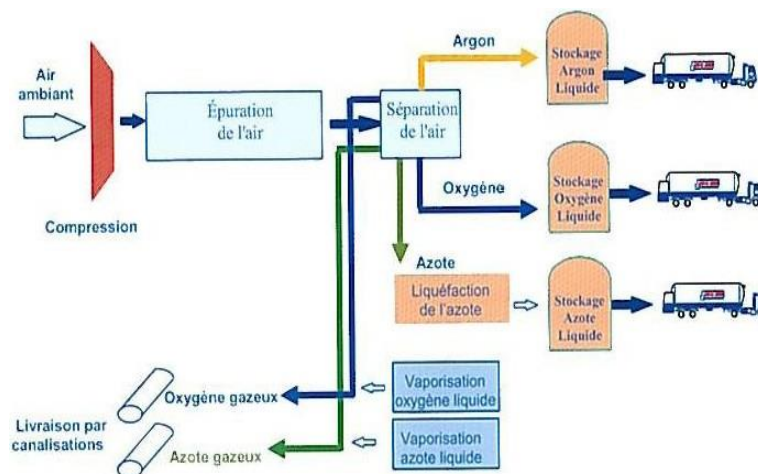 Argon
Air
ambiant
Épuration
de l'air
Séparation
de l'air
Stockage
Argon
Liquide
Compression
Oxygène
Stockage
Oxygène
Liquide
Azote
Liquéfaction
de l'azote
Stockage
Azote
Liquide
Oxygène gazeux
Vaporisation
oxygène liquide
Livraison par
canalisations
Azote gazeux
Vaporisation
azote liquide